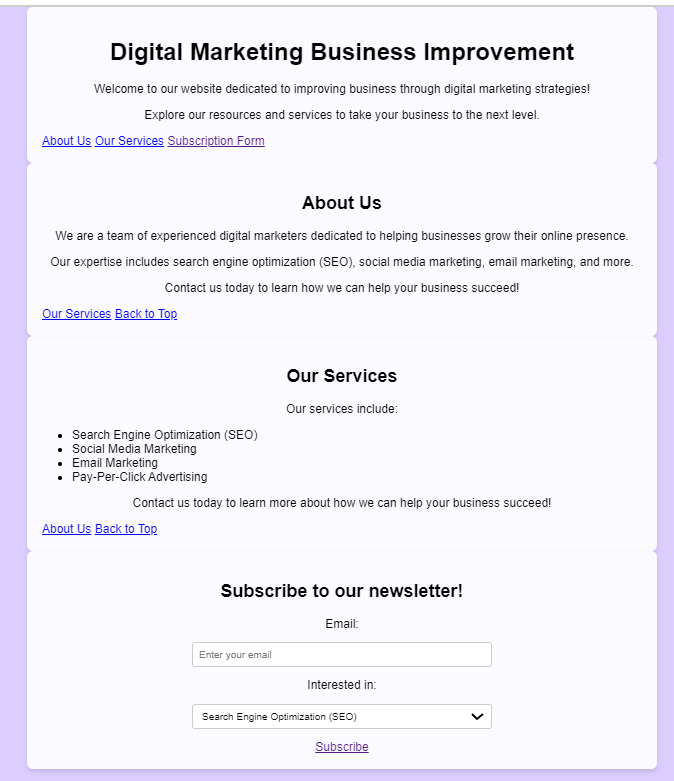 Digital Marketing Business Improvement
Welcome to our website dedicated to improving business through digital marketing strategies!
Explore our resources and services to take your business to the next level.
About Us Our Services Subscription Form
About Us
We are a team of experienced digital marketers dedicated to helping businesses grow their online presence.
Our expertise includes search engine optimization (SEO), social media marketing, email marketing, and more.
Contact us today to learn how we can help your business succeed!
Our Services Back to Top
Our Services
Our services include:
• Search Engine Optimization (SEO)
• Social Media Marketing
• Email Marketing
• Pay-Per-Click Advertising
Contact us today to learn more about how we can help your business succeed!
About Us Back to Top
Subscribe to our newsletter!
Email:
Enter your email
Interested in:
Search Engine Optimization (SEO)
Subscribe